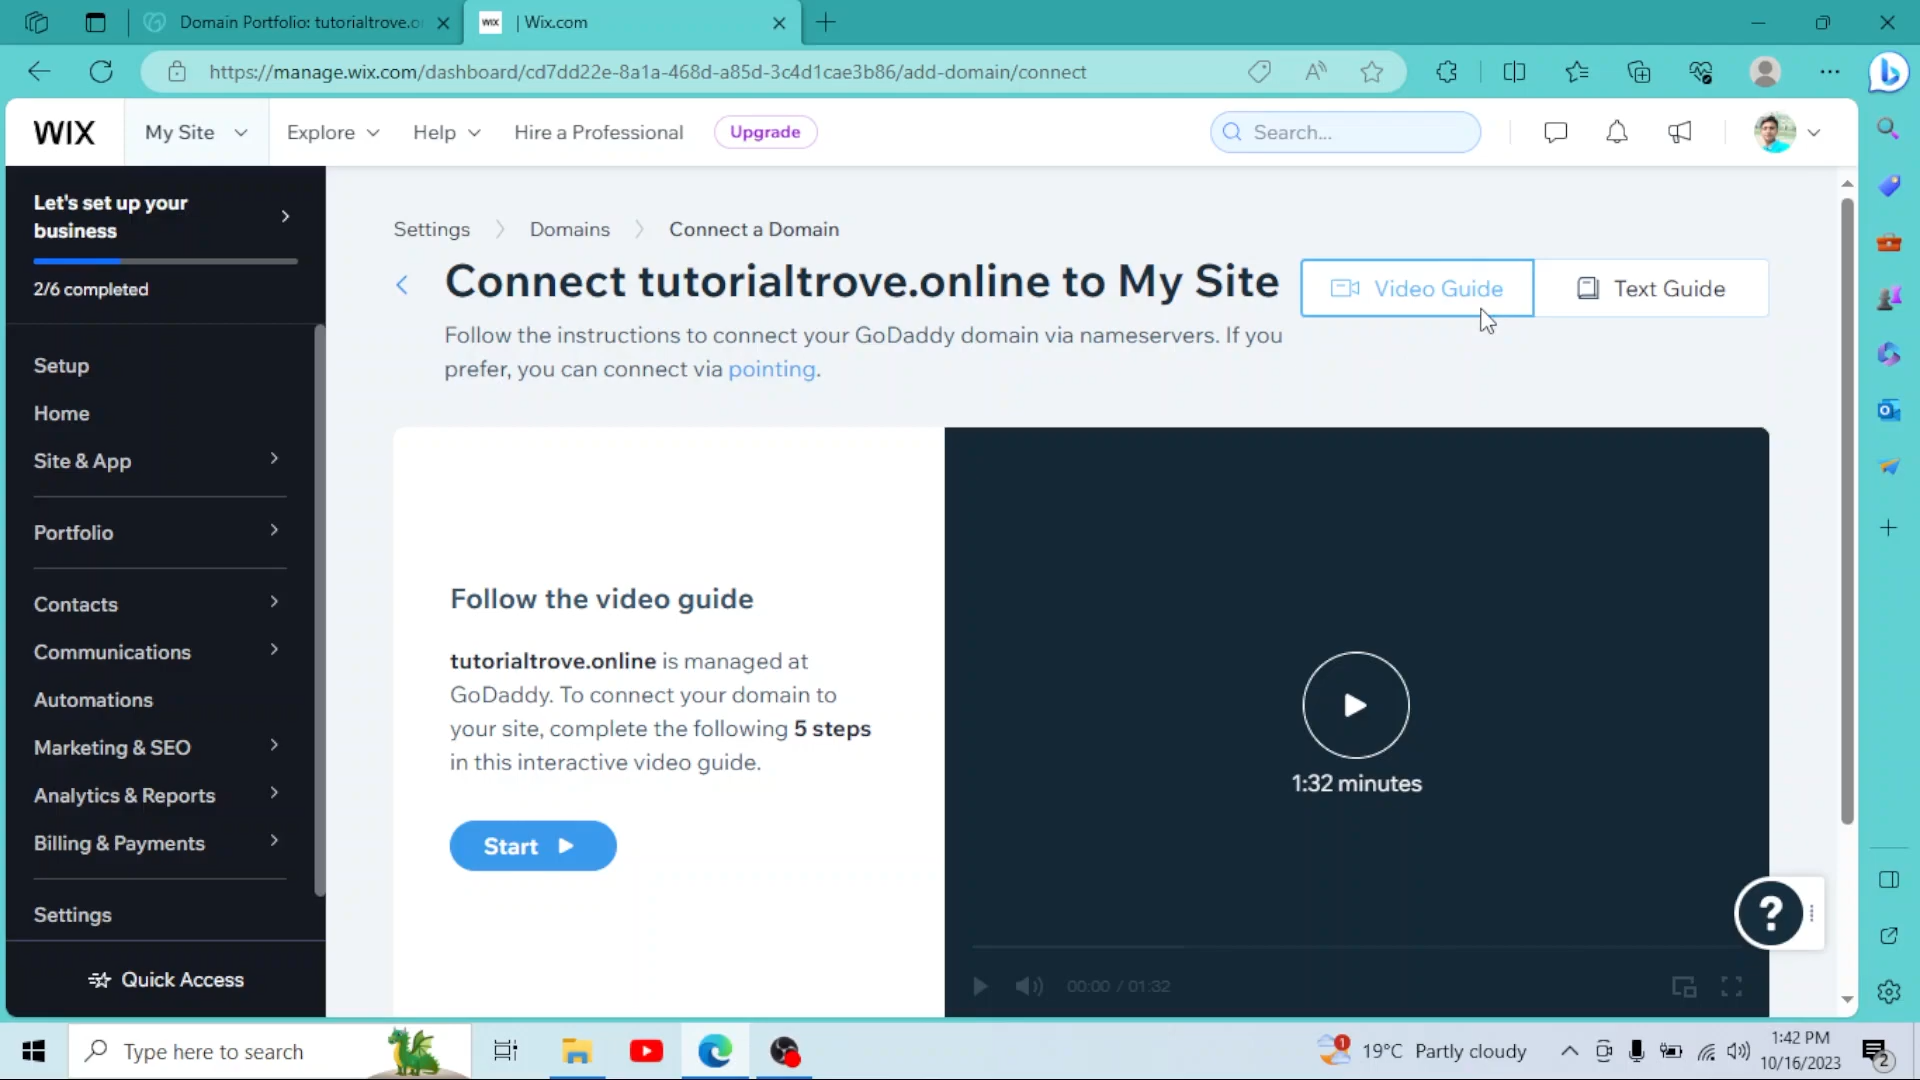 Domain Portfolio: tutorialtrove.o
WIX | Wix.com
https://manage.wix.com/dashboard/cd7dd22e-8a1a-468d-a85d-3c4d1cae3b86/add-domain/connect
WIX
My Site
Explore
Help
Hire a Professional
Upgrade
Search...
Let's set up your
business
2/6 completed
Setup
Home
Site & App
Portfolio
Contacts
Communications
Automations
Marketing & SEO
Analytics & Reports
Billing & Payments
Settings
Quick Access
Settings
Domains
Connect a Domain
Connect tutorialtrove.online to My Site
Video Guide
Text Guide
Follow the instructions to connect your GoDaddy domain via nameservers. If you
prefer, you can connect via pointing.
Follow the video guide
tutorialtrove.online is managed at
GoDaddy. To connect your domain to
your site, complete the following 5 steps
in this interactive video guide.
Start
1:32 minutes
00:00 / 01:32
?
Type here to search
1
19°C Partly cloudy
1:42 PM
10/16/2023
2